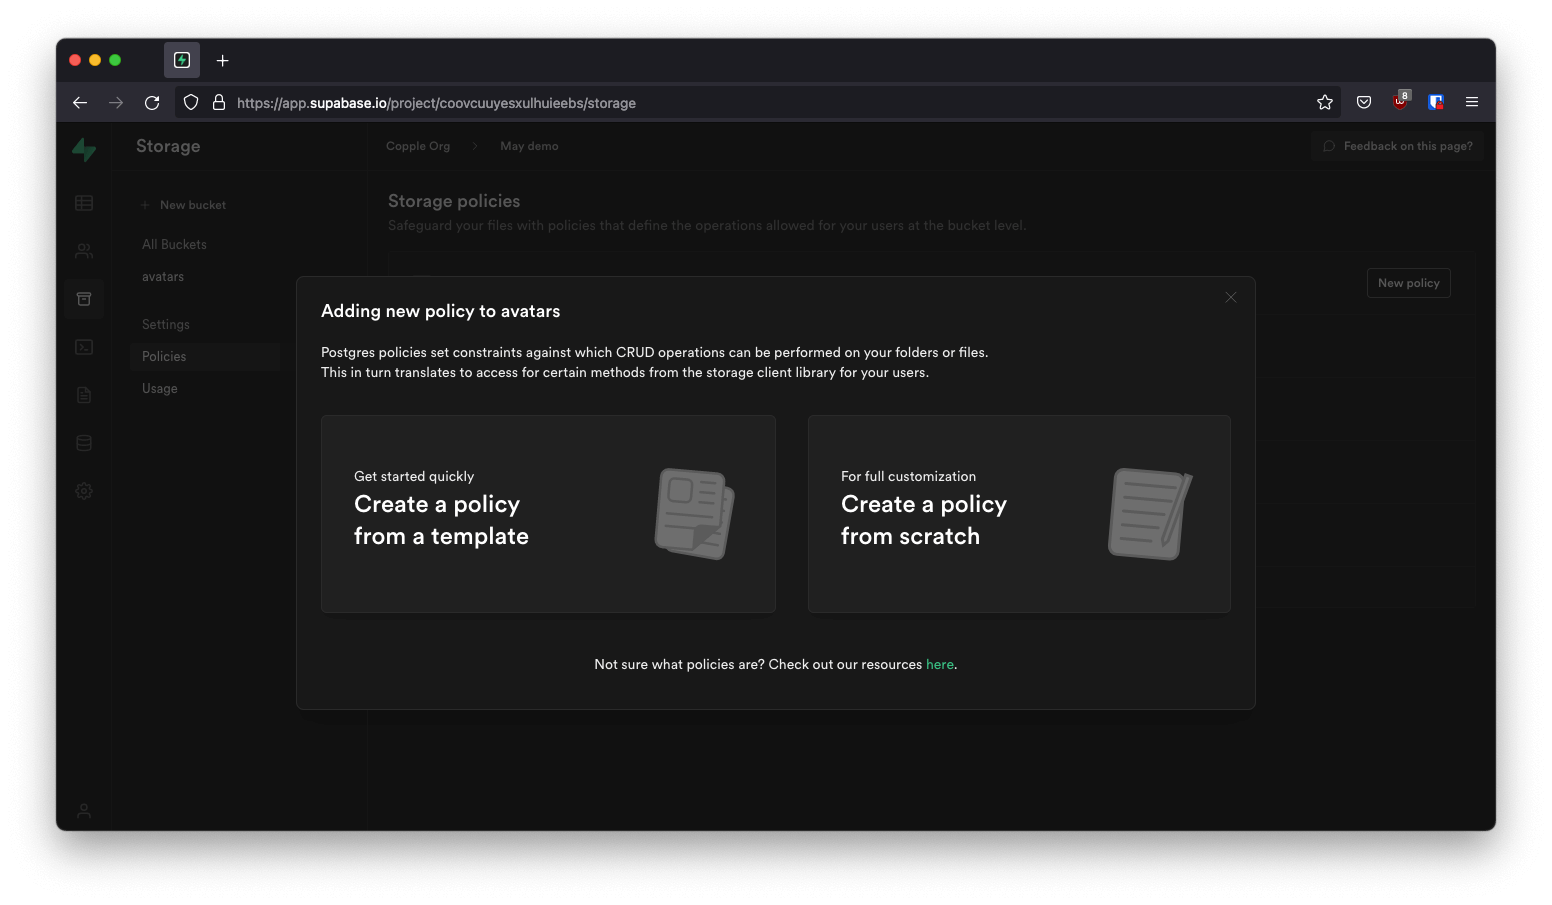 https://app.supabase.io/project/coovcuuyesxulhuieebs/storage
8
Storage
Copple Org
May demo
Feedback on this page?
New bucket
All Buckets
avatars
Settings
Policies
Usage
Storage policies
Safeguard your files with policies that define the operations allowed for your users at the bucket level.
New policy
Adding new policy to avatars
Postgres policies set constraints against which CRUD operations can be performed on your folders or files.
This in turn translates to access for certain methods from the storage client library for your users.
Get started quickly
Create a policy
from a template
For full customization
Create a policy
from scratch
Not sure what policies are? Check out our resources here.